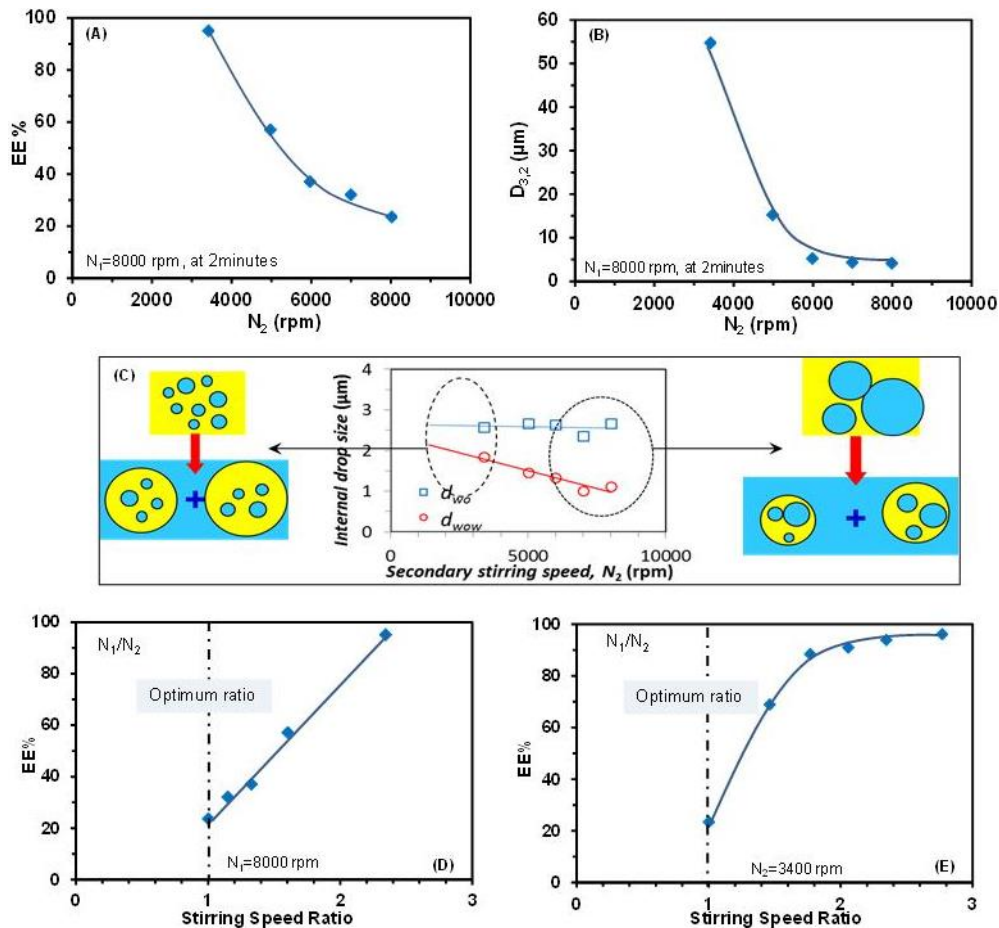 (A)
100
80
60
40
20
0
EE %
N₁=8000 rpm, at 2minutes
0 2000 4000 6000 8000 10000
N₂ (rpm)
(B)
60
50
40
30
20
10
0
D₃,₂ (µm)
N₁=8000 rpm, at 2minutes
0 2000 4000 6000 8000 10000
N₂ (rpm)
(C)
+
4
3
2
1
0
Internal drop size (µm)
d_wo
d_wow
0 5000 10000
Secondary stirring speed, N₂ (rpm)
+
100
80
60
40
20
0
EE%
N₁/N₂
Optimum ratio
N₁=8000 rpm
(D)
0 1 2 3
Stirring Speed Ratio
100
80
60
40
20
0
EE%
N₁/N₂
Optimum ratio
N₂=3400 rpm
(E)
0 1 2 3
Stirring Speed Ratio